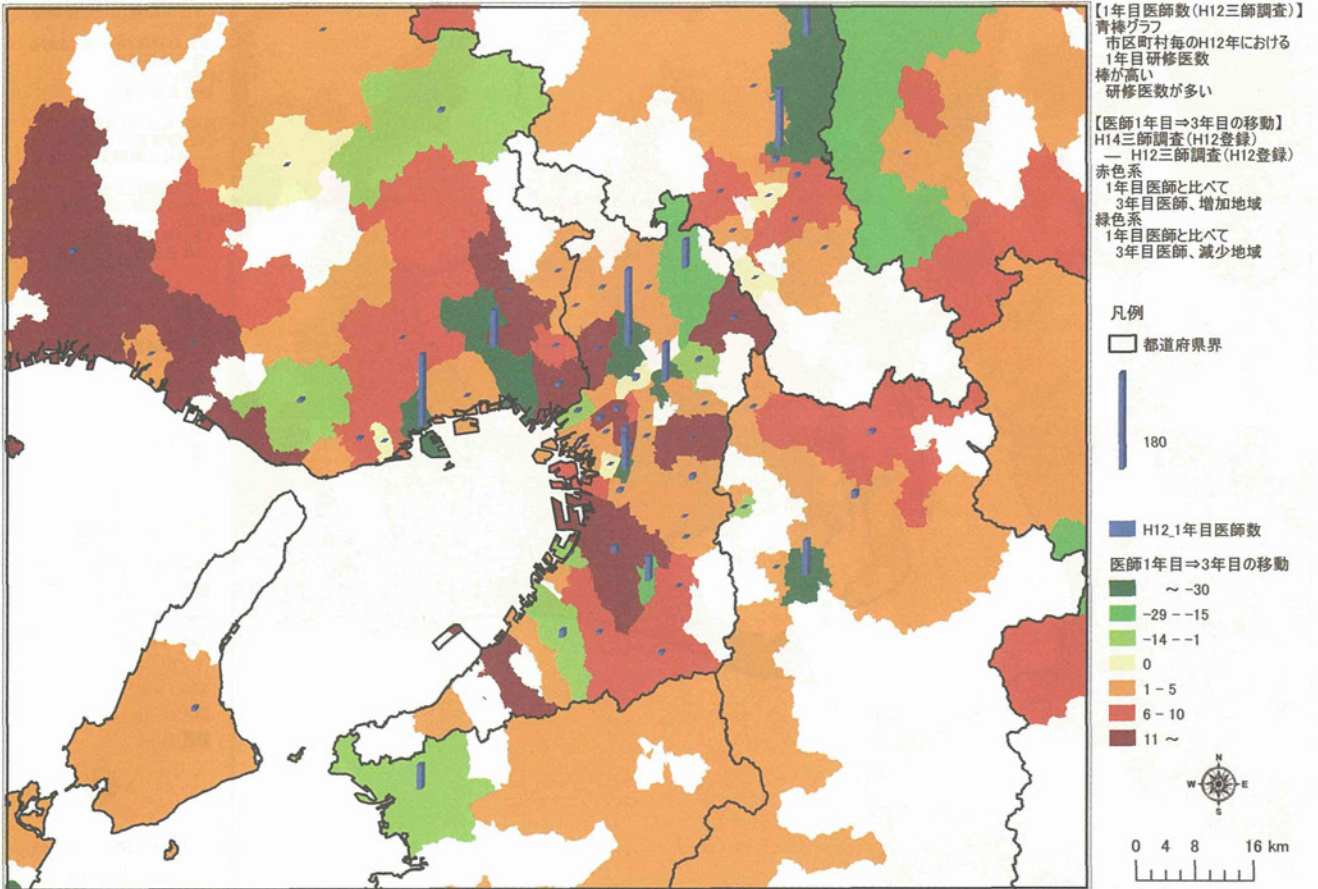 【1年目医師数(H12三師調査)】
青棒グラフ
市区町村毎のH12年における
1年目研修医数
棒が高い
研修医数が多い
【医師1年目⇒3年目の移動】
H14三師調査(H12登録)
― H12三師調査(H12登録)
赤色系
1年目医師と比べて
3年目医師、増加地域
緑色系
1年目医師と比べて
3年目医師、減少地域
凡例
都道府県界
180
H12_1年目医師数
医師1年目⇒3年目の移動
～ -30
-29 - -15
-14 - -1
0
1 - 5
6 - 10
11 ～
N
W E
S
0 4 8 16 km